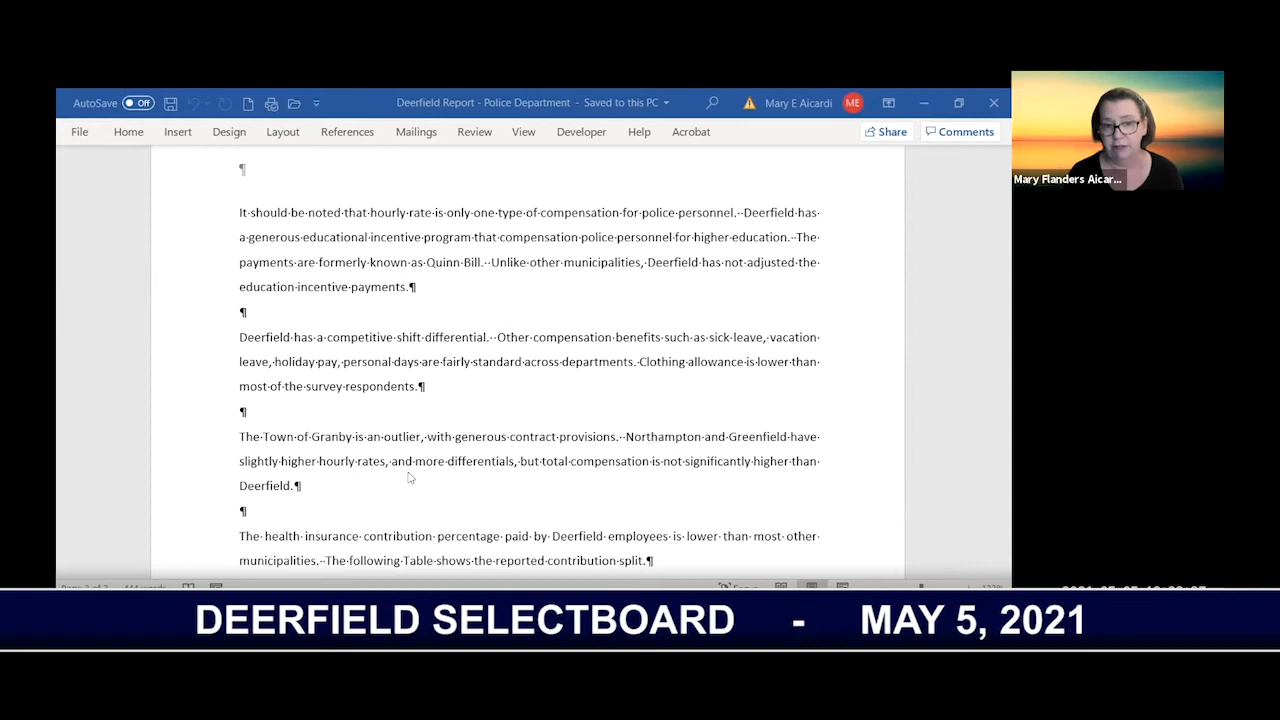 AutoSave Off Deerfield Report - Police Department - Saved to this PC Mary E Aicardi ME
File Home Insert Design Layout References Mailings Review View Developer Help Acrobat Share Comments
Mary Flanders Aicar...
¶
It·should·be·noted·that·hourly·rate·is·only·one·type·of·compensation·for·police·personnel.··Deerfield·has·
a·generous·educational·incentive·program·that·compensation·police·personnel·for·higher·education.··The·
payments·are·formerly·known·as·Quinn·Bill.··Unlike·other·municipalities,·Deerfield·has·not·adjusted·the·
education·incentive·payments.¶
¶
Deerfield·has·a·competitive·shift·differential.··Other·compensation·benefits·such·as·sick·leave,·vacation·
leave,·holiday·pay,·personal·days·are·fairly·standard·across·departments.·Clothing·allowance·is·lower·than·
most·of·the·survey·respondents.¶
¶
The·Town·of·Granby·is·an·outlier,·with·generous·contract·provisions.··Northampton·and·Greenfield·have·
slightly·higher·hourly·rates,·and·more·differentials,·but·total·compensation·is·not·significantly·higher·than·
Deerfield.¶
¶
The·health·insurance·contribution·percentage·paid·by·Deerfield·employees·is·lower·than·most·other·
municipalities.··The·following·Table·shows·the·reported·contribution·split.¶
DEERFIELD SELECTBOARD - MAY 5, 2021